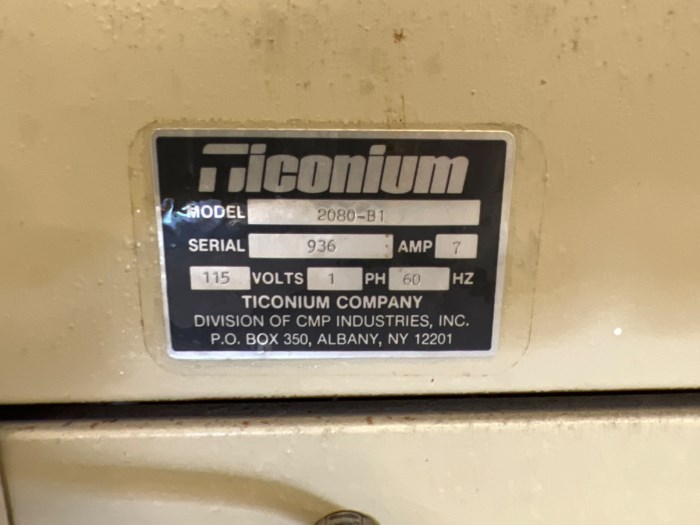 Ticonium
MODEL 2080-B1
SERIAL 936 AMP 7
115 VOLTS 1 PH 60 HZ
TICONIUM COMPANY
DIVISION OF CMP INDUSTRIES, INC.
P.O. BOX 350, ALBANY, NY 12201